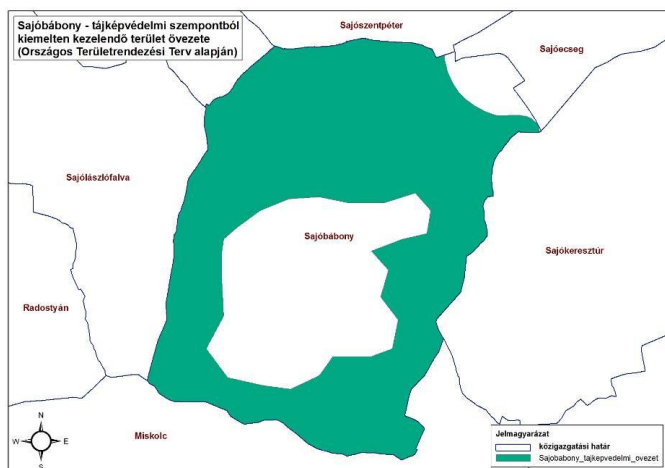 Sajóbábony - tájképvédelmi szempontból
kiemelten kezelendő terület övezete
(Országos Területrendezési Terv alapján)
Sajószentpéter
Sajóecseg
Sajólászlófalva
Sajóbábony
Sajókeresztúr
Radostyán
Miskolc
N
W E
S
Jelmagyarázat
közigazgatási határ
Sajobabony_tajkepvedelmi_ovezet